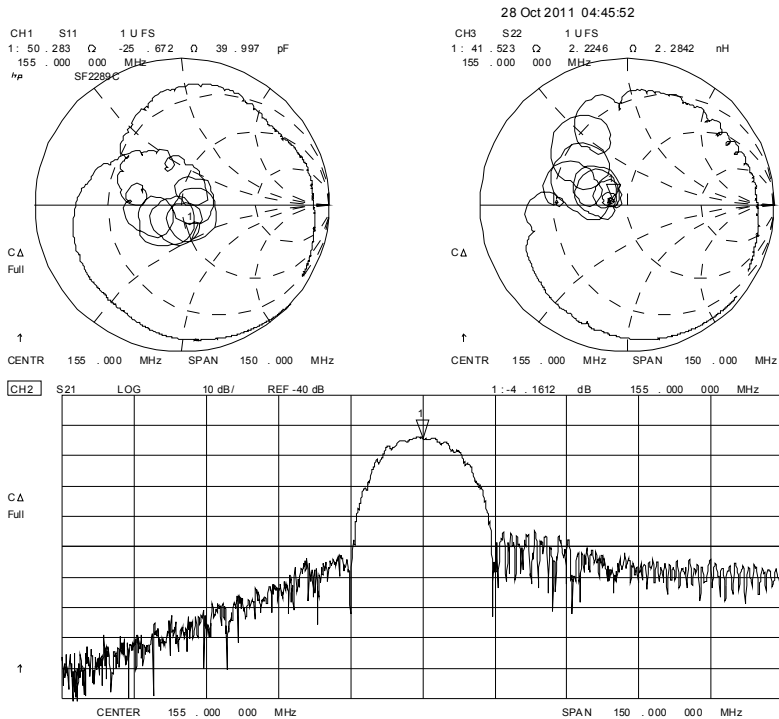 28 Oct 2011 04:45:52
CH1 S11 1 U FS
1: 50 .283 Ω -25 .672 Ω 39 .997 pF
155 .000 000 MHz
hp SF2289C
CH3 S22 1 U FS
1: 41 .523 Ω 2. 2246 Ω 2. 2842 nH
155 .000 000 MHz
1
C Δ
Full
↑
C Δ
Full
↑
CENTR 155 .000 MHz SPAN 150 .000 MHz
CENTR 155 .000 MHz SPAN 150 .000 MHz
CH2 S21 LOG 10 dB/ REF -40 dB 1 :-4 .1612 dB 155 .000 000 MHz
1
C Δ
Full
↑
CENTER 155 .000 000 MHz SPAN 150 .000 000 MHz